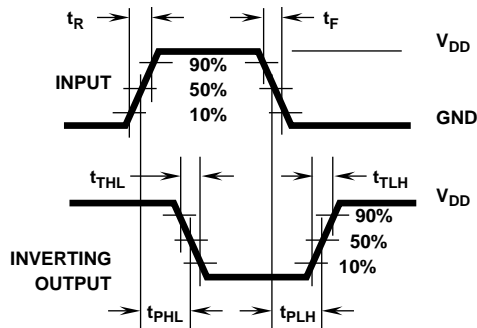 tR
tF
VDD
90%
INPUT
50%
10%
GND
tTHL
tTLH
VDD
90%
50%
INVERTING
10%
OUTPUT
tPHL
tPLH